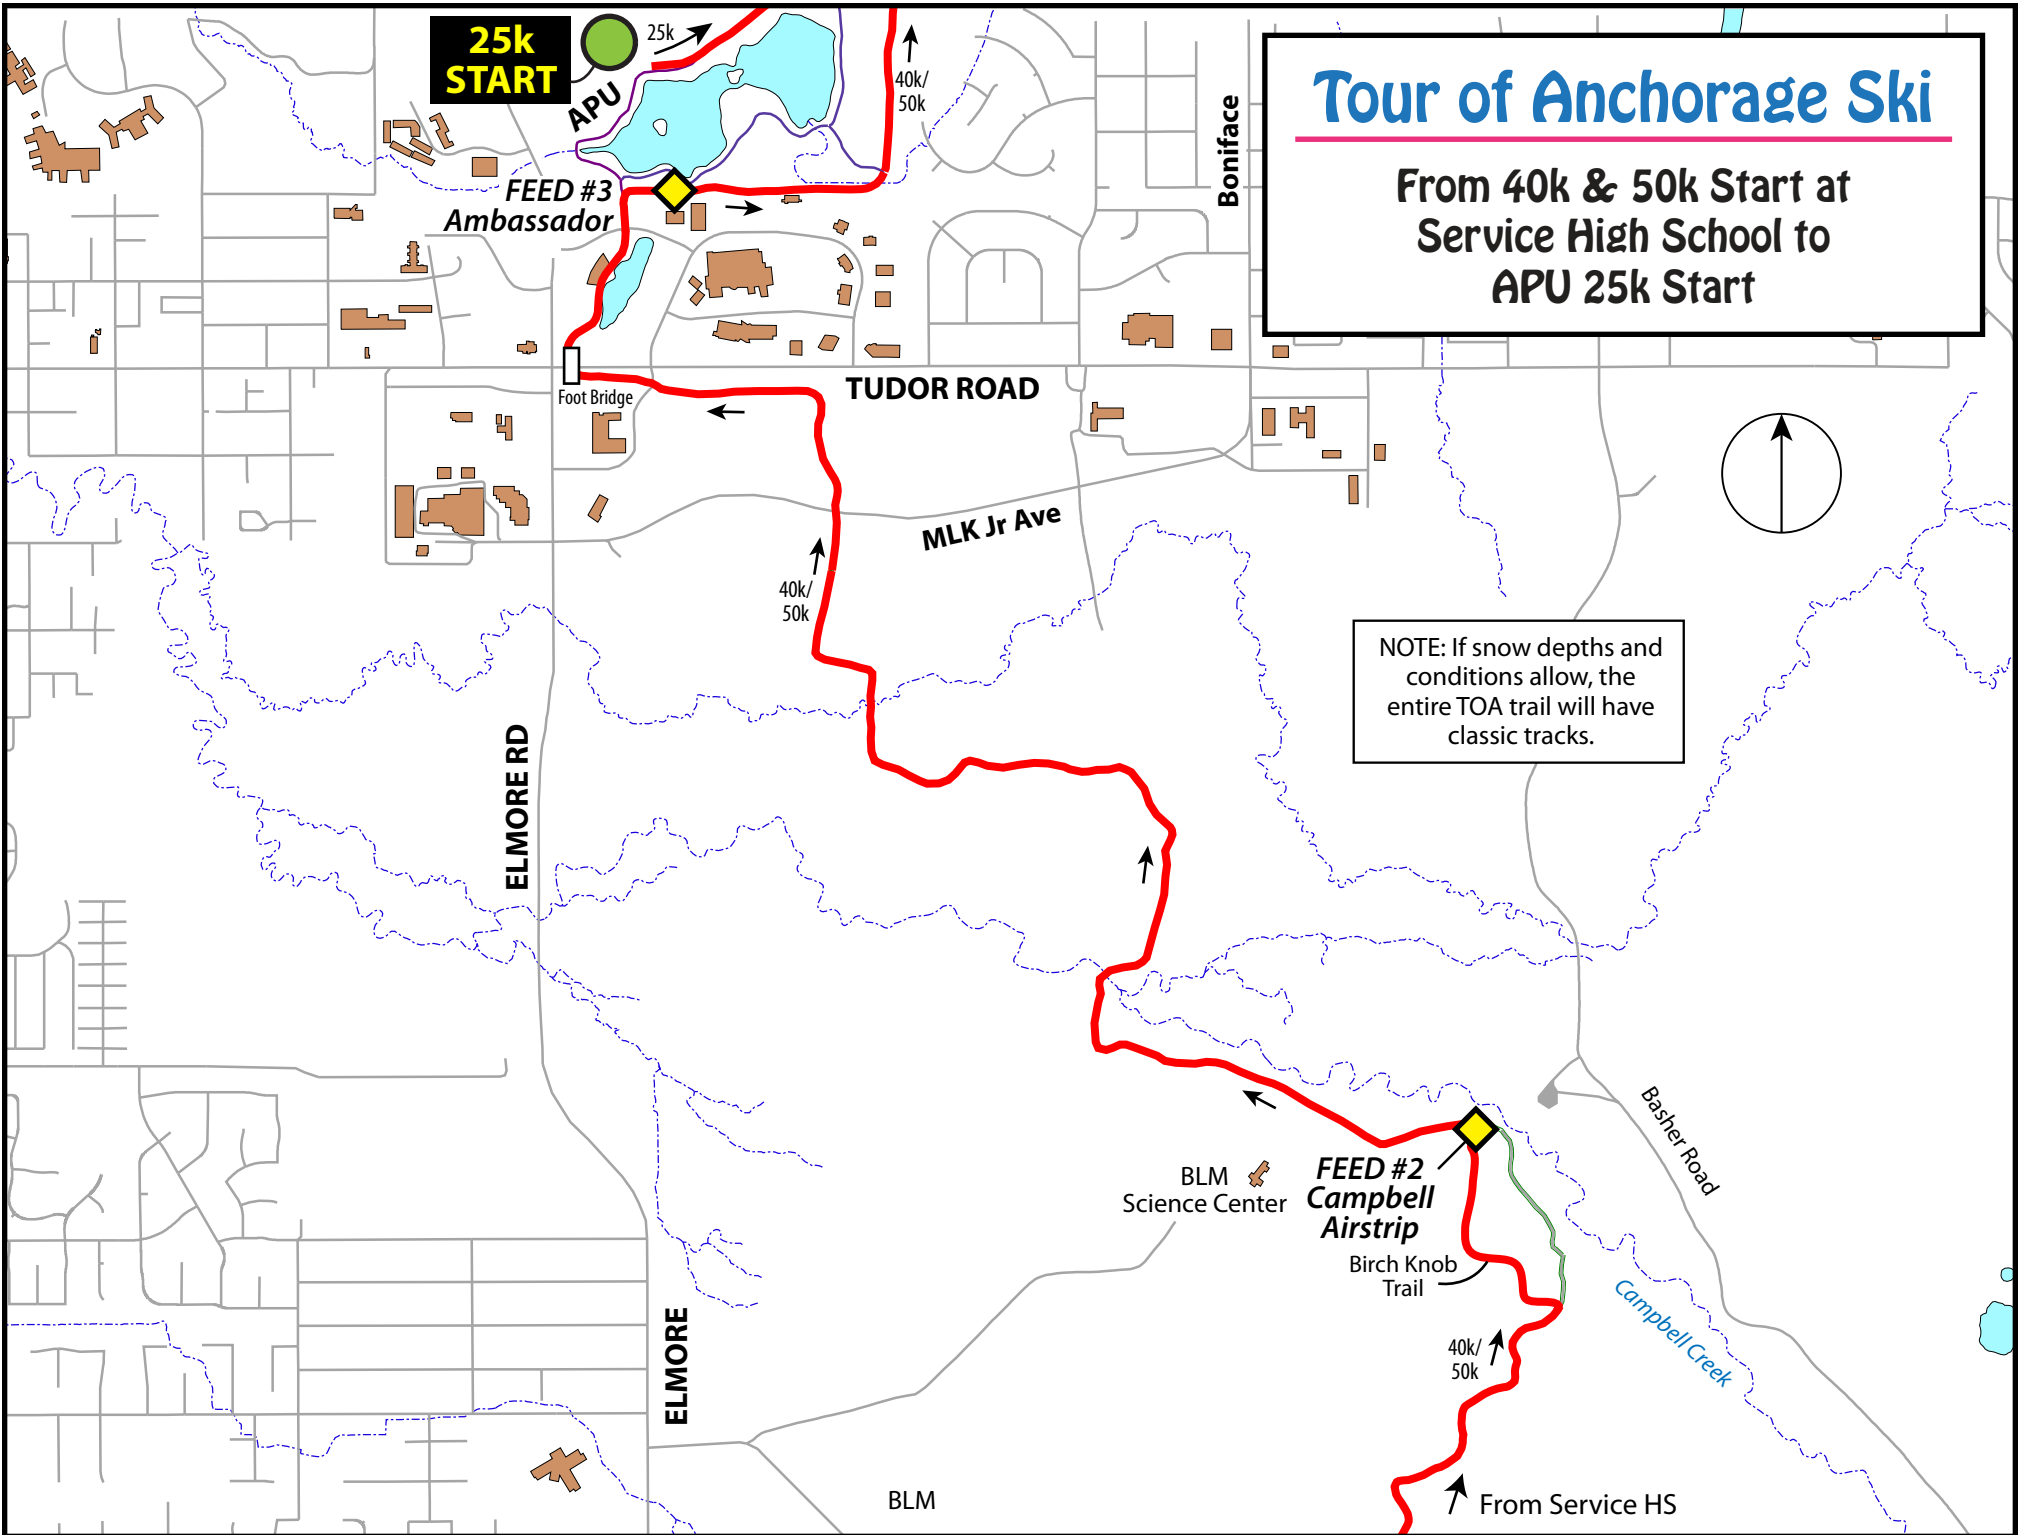 25k
START
25k
APU
40k/
50k
Boniface
Tour of Anchorage Ski
From 40k & 50k Start at
Service High School to
APU 25k Start
FEED #3
Ambassador
Foot Bridge
TUDOR ROAD
MLK Jr Ave
40k/
50k
NOTE: If snow depths and
conditions allow, the
entire TOA trail will have
classic tracks.
ELMORE RD
Basher Road
BLM
Science Center
FEED #2
Campbell
Airstrip
Birch Knob
Trail
Campbell Creek
40k/
50k
ELMORE
BLM
From Service HS